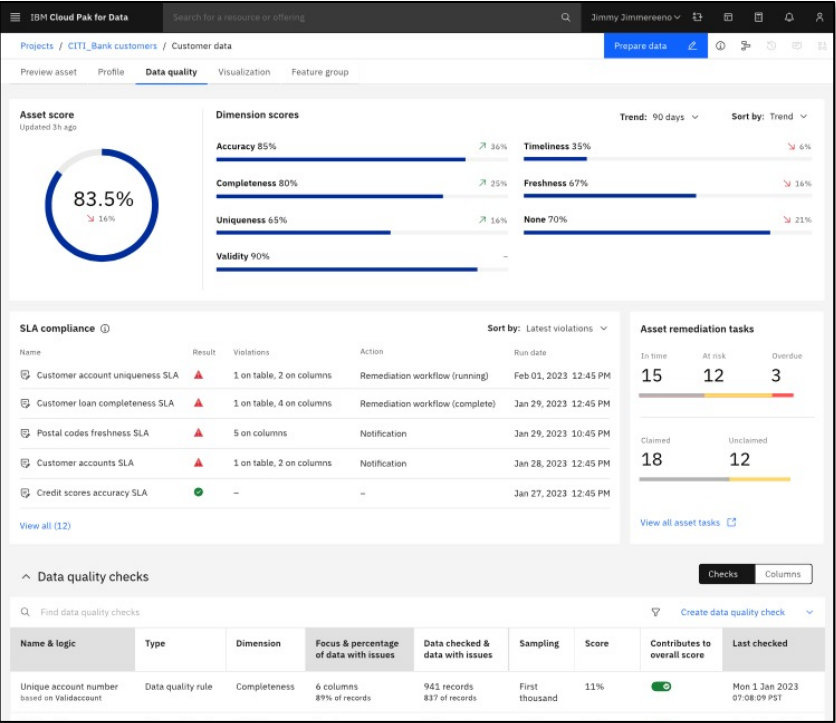 IBM Cloud Pak for Data
Search for a resource or offering
Jimmy Jimmereeno
Projects / CITI_Bank customers / Customer data
Prepare data
Preview asset Profile Data quality Visualization Feature group
Asset score
Updated 3h ago
83.5%
16%
Dimension scores
Trend: 90 days
Sort by: Trend
Accuracy 85% 36%
Timeliness 35% 6%
Completeness 80% 25%
Freshness 67% 16%
Uniqueness 65% 16%
None 70% 21%
Validity 90% –
SLA compliance
Sort by: Latest violations
Name Result Violations Action Run date
Customer account uniqueness SLA 1 on table, 2 on columns Remediation workflow (running) Feb 01, 2023 12:45 PM
Customer loan completeness SLA 1 on table, 4 on columns Remediation workflow (complete) Jan 29, 2023 12:45 PM
Postal codes freshness SLA 5 on columns Notification Jan 29, 2023 10:45 PM
Customer accounts SLA 1 on table, 2 on columns Notification Jan 28, 2023 12:45 PM
Credit scores accuracy SLA – – Jan 27, 2023 12:45 PM
View all (12)
Asset remediation tasks
In time At risk Overdue
15 12 3
Claimed Unclaimed
18 12
View all asset tasks
Data quality checks
Checks Columns
Find data quality checks
Create data quality check
Name & logic Type Dimension Focus & percentage of data with issues Data checked & data with issues Sampling Score Contributes to overall score Last checked
Unique account number Data quality rule Completeness 6 columns 941 records First thousand 11% Mon 1 Jan 2023
based on Validaccount 89% of records 837 of records 07:08:09 PST